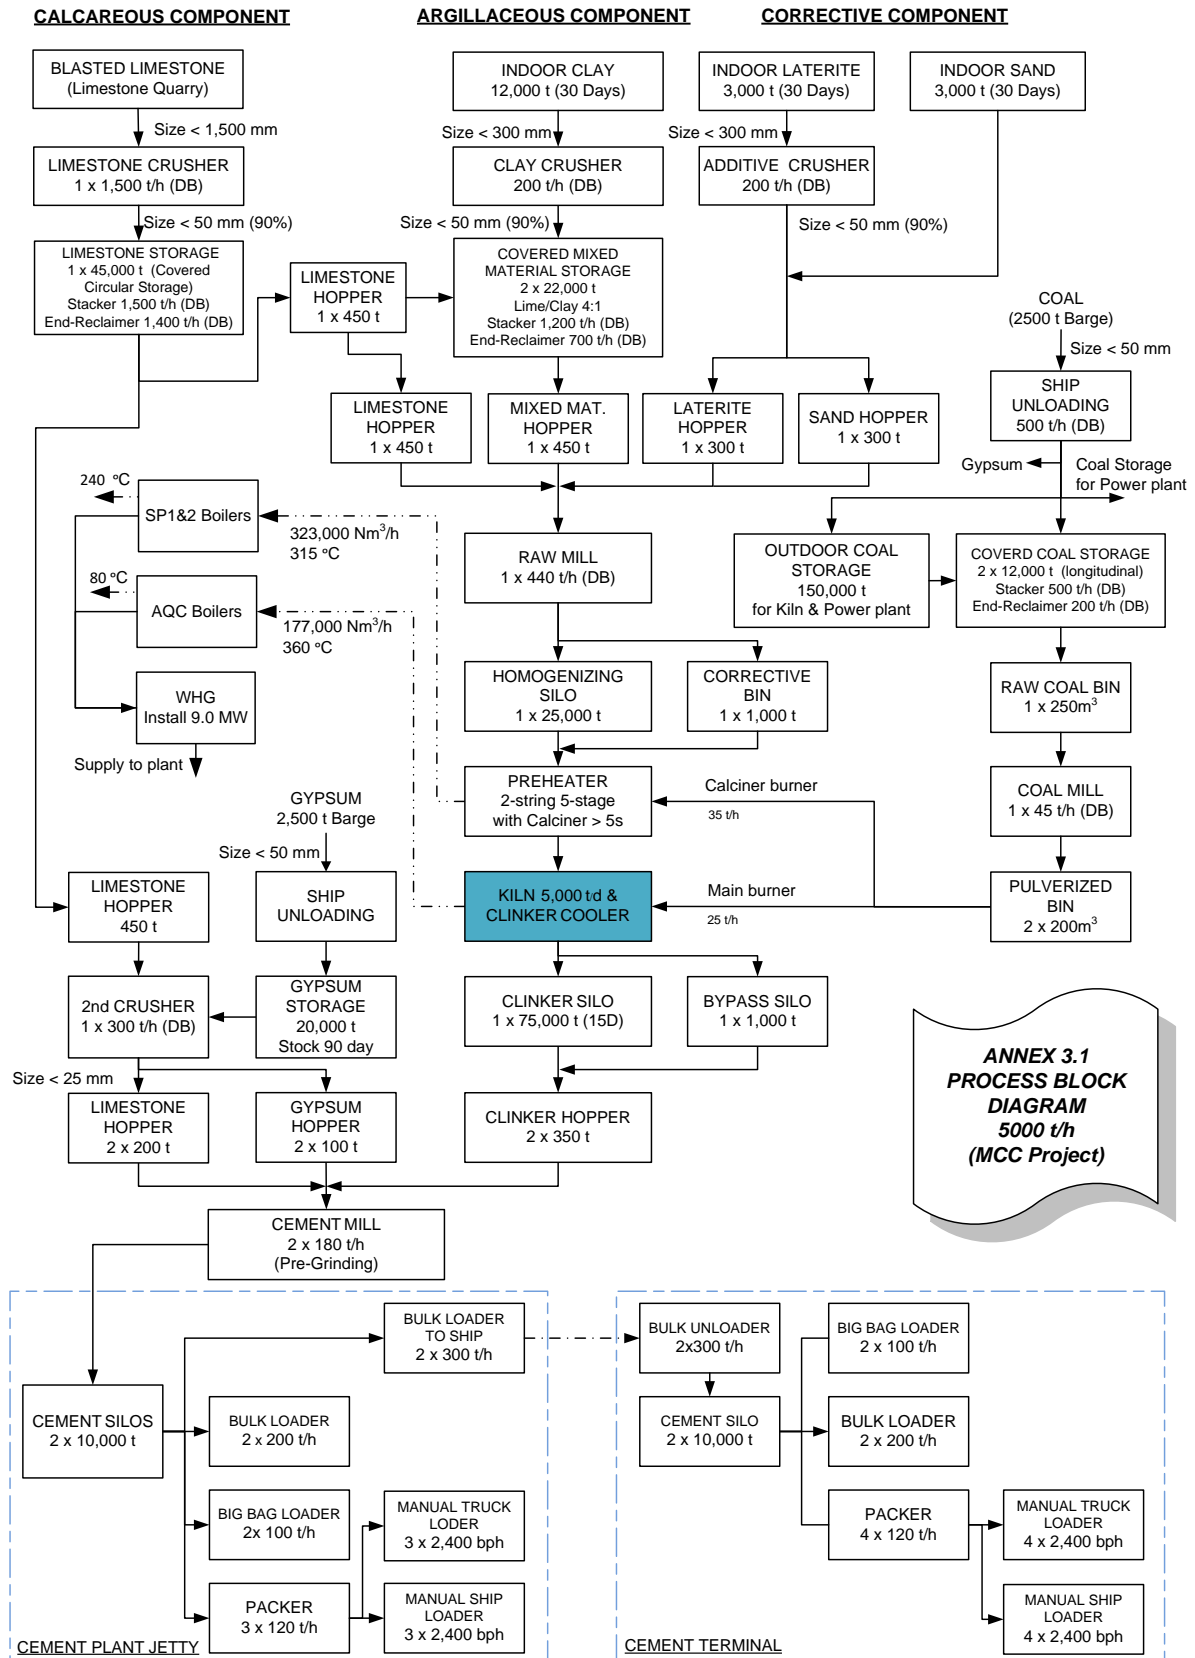 CALCAREOUS COMPONENT
ARGILLACEOUS COMPONENT
CORRECTIVE COMPONENT
BLASTED LIMESTONE
(Limestone Quarry)
INDOOR CLAY
12,000 t (30 Days)
INDOOR LATERITE
3,000 t (30 Days)
INDOOR SAND
3,000 t (30 Days)
Size < 1,500 mm
Size < 300 mm
Size < 300 mm
LIMESTONE CRUSHER
1 x 1,500 t/h (DB)
CLAY CRUSHER
200 t/h (DB)
ADDITIVE CRUSHER
200 t/h (DB)
Size < 50 mm (90%)
Size < 50 mm (90%)
Size < 50 mm (90%)
LIMESTONE STORAGE
1 x 45,000 t (Covered
Circular Storage)
Stacker 1,500 t/h (DB)
End-Reclaimer 1,400 t/h (DB)
LIMESTONE
HOPPER
1 x 450 t
COVERED MIXED
MATERIAL STORAGE
2 x 22,000 t
Lime/Clay 4:1
Stacker 1,200 t/h (DB)
End-Reclaimer 700 t/h (DB)
COAL
(2500 t Barge)
Size < 50 mm
LIMESTONE
HOPPER
1 x 450 t
MIXED MAT.
HOPPER
1 x 450 t
LATERITE
HOPPER
1 x 300 t
SAND HOPPER
1 x 300 t
SHIP
UNLOADING
500 t/h (DB)
Gypsum
Coal Storage
for Power plant
240 ºC
SP1&2 Boilers
323,000 Nm3/h
315 ºC
RAW MILL
1 x 440 t/h (DB)
OUTDOOR COAL
STORAGE
150,000 t
for Kiln & Power plant
COVERD COAL STORAGE
2 x 12,000 t (longitudinal)
Stacker 500 t/h (DB)
End-Reclaimer 200 t/h (DB)
80 ºC
AQC Boilers
177,000 Nm3/h
360 ºC
WHG
Install 9.0 MW
HOMOGENIZING
SILO
1 x 25,000 t
CORRECTIVE
BIN
1 x 1,000 t
RAW COAL BIN
1 x 250m3
Supply to plant
PREHEATER
2-string 5-stage
with Calciner > 5s
Calciner burner
35 t/h
COAL MILL
1 x 45 t/h (DB)
GYPSUM
2,500 t Barge
Size < 50 mm
LIMESTONE
HOPPER
450 t
SHIP
UNLOADING
KILN 5,000 t/d &
CLINKER COOLER
Main burner
25 t/h
PULVERIZED
BIN
2 x 200m3
2nd CRUSHER
1 x 300 t/h (DB)
GYPSUM
STORAGE
20,000 t
Stock 90 day
CLINKER SILO
1 x 75,000 t (15D)
BYPASS SILO
1 x 1,000 t
Size < 25 mm
LIMESTONE
HOPPER
2 x 200 t
GYPSUM
HOPPER
2 x 100 t
CLINKER HOPPER
2 x 350 t
ANNEX 3.1
PROCESS BLOCK
DIAGRAM
5000 t/h
(MCC Project)
CEMENT MILL
2 x 180 t/h
(Pre-Grinding)
BULK LOADER
TO SHIP
2 x 300 t/h
BULK UNLOADER
2x300 t/h
BIG BAG LOADER
2 x 100 t/h
CEMENT SILOS
2 x 10,000 t
BULK LOADER
2 x 200 t/h
CEMENT SILO
2 x 10,000 t
BULK LOADER
2 x 200 t/h
BIG BAG LOADER
2x 100 t/h
MANUAL TRUCK
LODER
3 x 2,400 bph
PACKER
4 x 120 t/h
MANUAL TRUCK
LOADER
4 x 2,400 bph
PACKER
3 x 120 t/h
MANUAL SHIP
LOADER
3 x 2,400 bph
MANUAL SHIP
LOADER
4 x 2,400 bph
CEMENT PLANT JETTY
CEMENT TERMINAL